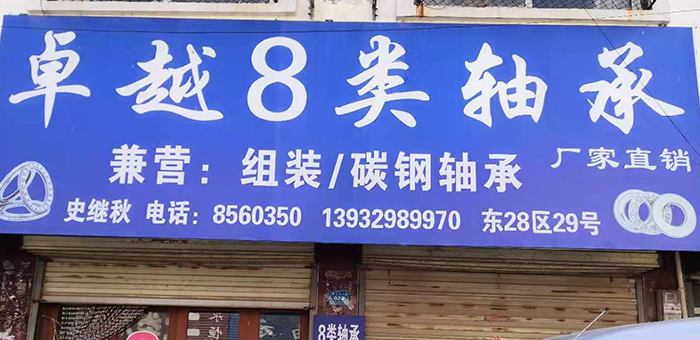 卓越8类轴承
兼营：组装/碳钢轴承
厂家直销
史继秋 电话：8560350 13932989970 东28区29号
8类轴承